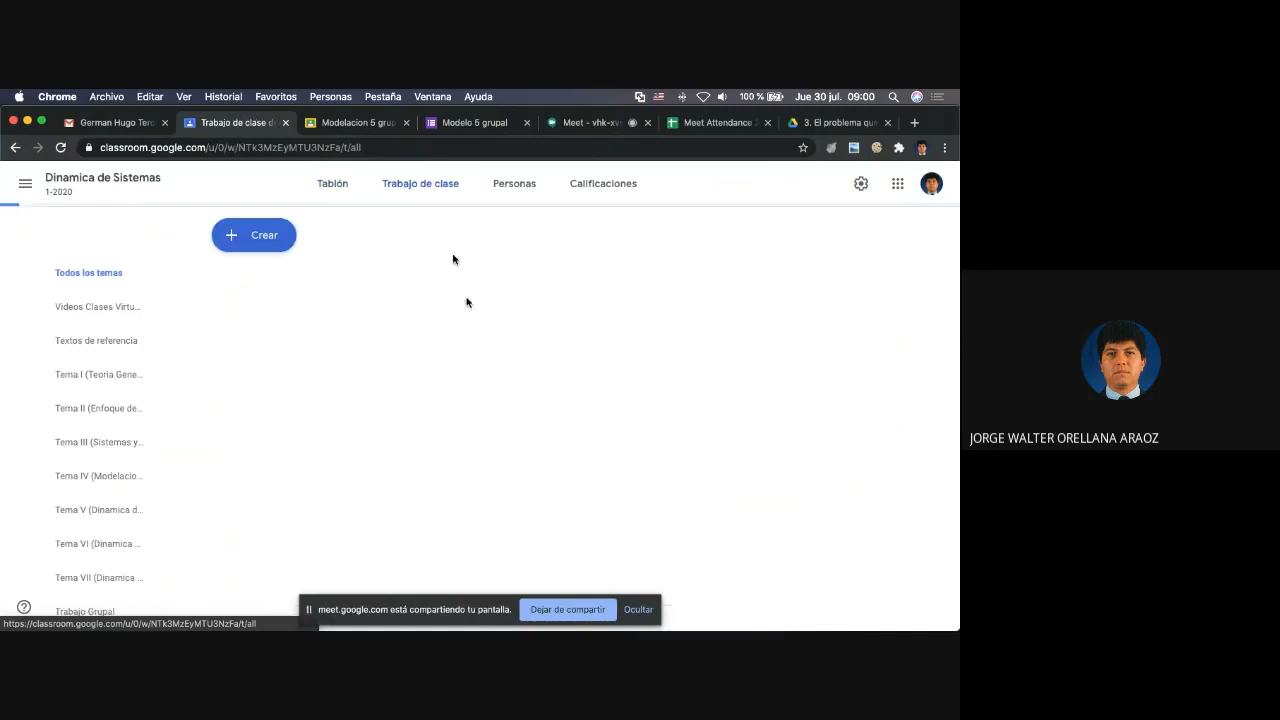 Chrome Archivo Editar Ver Historial Favoritos Personas Pestaña Ventana Ayuda 100 % Jue 30 jul. 09:00
German Hugo Terc Trabajo de clase d Modelacion 5 grup Modelo 5 grupal Meet - vhk-xvs Meet Attendance 3. El problema que
classroom.google.com/u/0/w/NTk3MzEyMTU3NzFa/t/all
Dinamica de Sistemas
1-2020
Tablón Trabajo de clase Personas Calificaciones
Crear
Todos los temas
Videos Clases Virtu...
Textos de referencia
Tema I (Teoria Gene...
Tema II (Enfoque de...
Tema III (Sistemas y...
Tema IV (Modelacio...
Tema V (Dinamica d...
Tema VI (Dinamica ...
Tema VII (Dinamica ...
Trabajo Grupal
meet.google.com está compartiendo tu pantalla. Dejar de compartir Ocultar
https://classroom.google.com/u/0/w/NTk3MzEyMTU3NzFa/t/all
JORGE WALTER ORELLANA ARAOZ